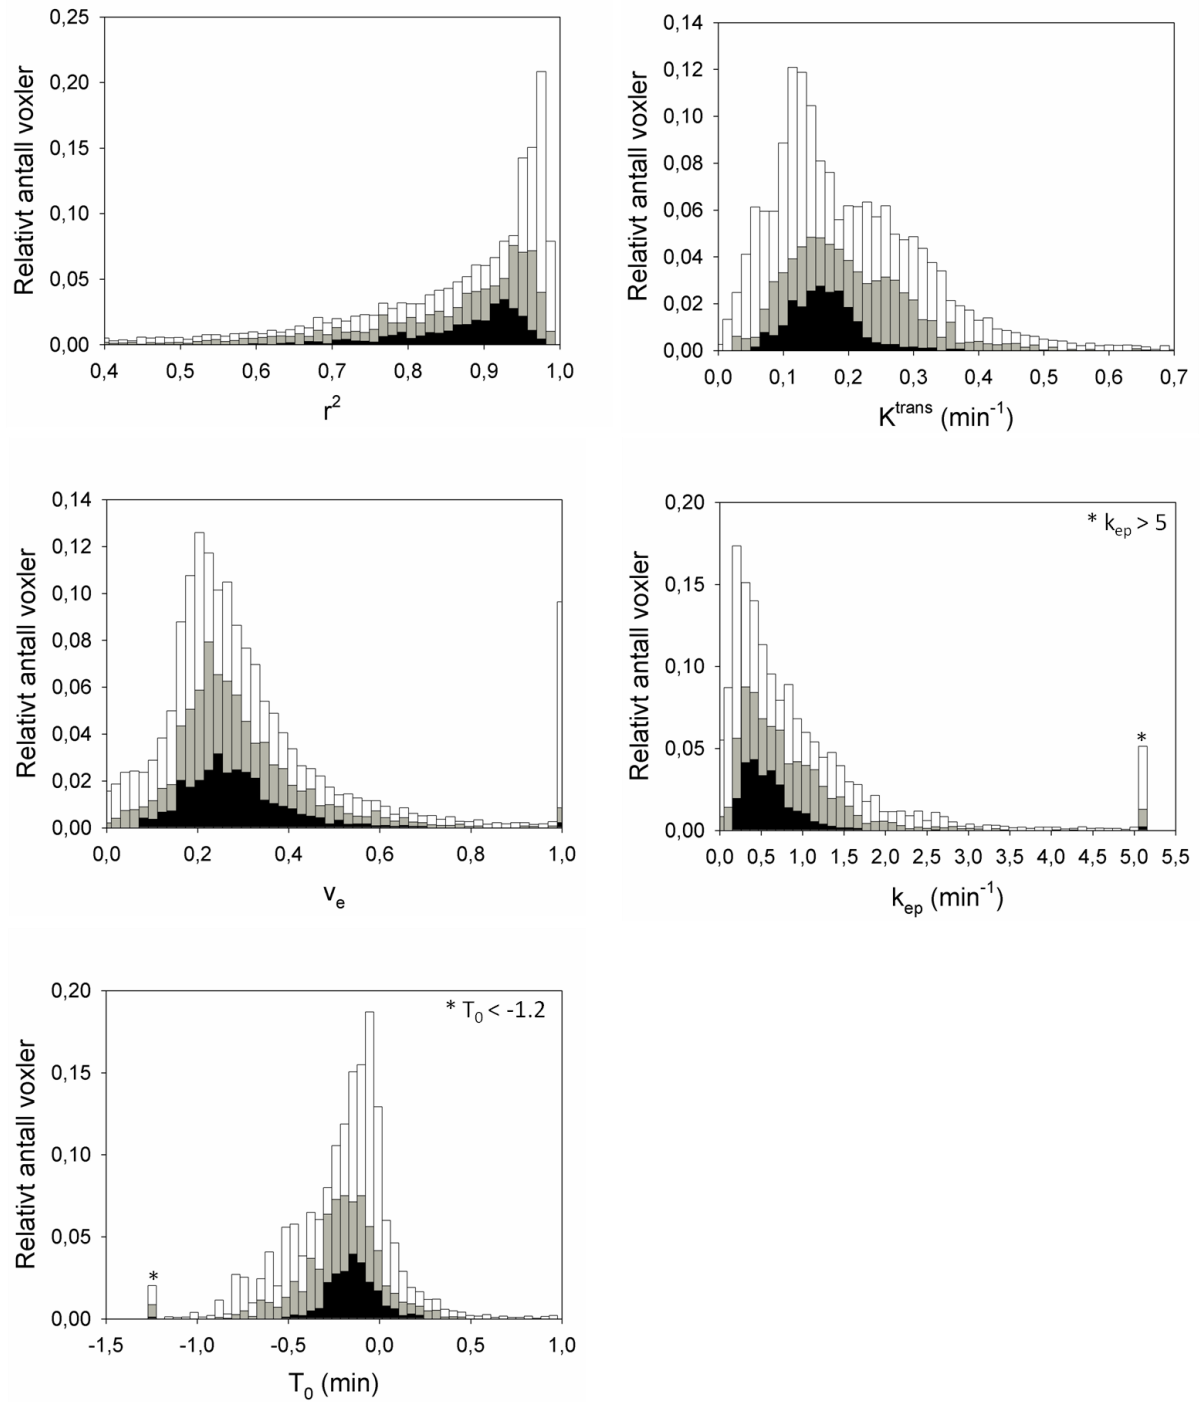 0,25
0,20
0,15
0,10
0,05
0,00
Relativt antall voxler
0,4 0,5 0,6 0,7 0,8 0,9 1,0
r²
0,14
0,12
0,10
0,08
0,06
0,04
0,02
0,00
Relativt antall voxler
0,0 0,1 0,2 0,3 0,4 0,5 0,6 0,7
Kᵗʳᵃⁿˢ (min⁻¹)
0,14
0,12
0,10
0,08
0,06
0,04
0,02
0,00
Relativt antall voxler
0,0 0,2 0,4 0,6 0,8 1,0
vₑ
0,20
0,15
0,10
0,05
0,00
Relativt antall voxler
* kₑₚ > 5
*
0,0 0,5 1,0 1,5 2,0 2,5 3,0 3,5 4,0 4,5 5,0 5,5
kₑₚ (min⁻¹)
0,20
0,15
0,10
0,05
0,00
Relativt antall voxler
* T₀ < -1.2
*
-1,5 -1,0 -0,5 0,0 0,5 1,0
T₀ (min)